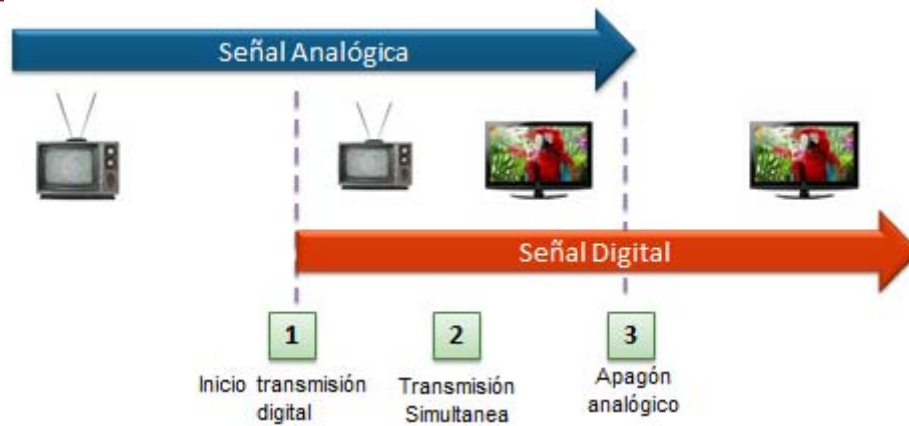 Señal Analógica
Señal Digital
1
Inicio transmisión
digital
2
Transmisión
Simultanea
3
Apagón
analógico